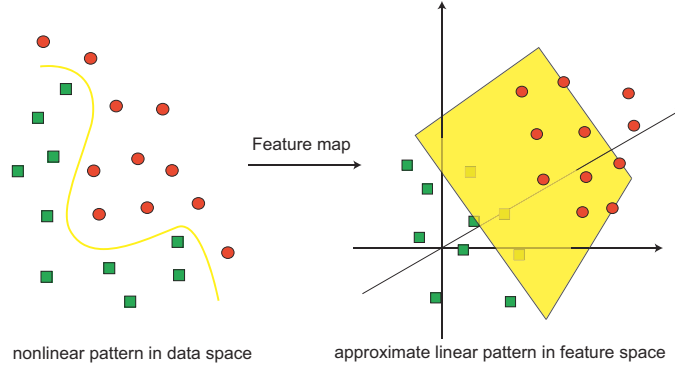 Feature map
nonlinear pattern in data space
approximate linear pattern in feature space